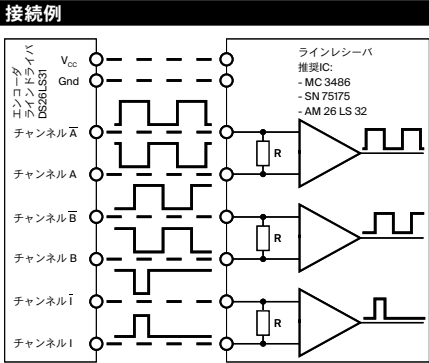 接続例
エンコーダ
ラインドライバ
DS26LS31
Vcc
Gnd
チャンネル A̅
チャンネル A
チャンネル B̅
チャンネル B
チャンネル I̅
チャンネル I
ラインレシーバ
推奨IC:
- MC 3486
- SN 75175
- AM 26 LS 32
R
R
R